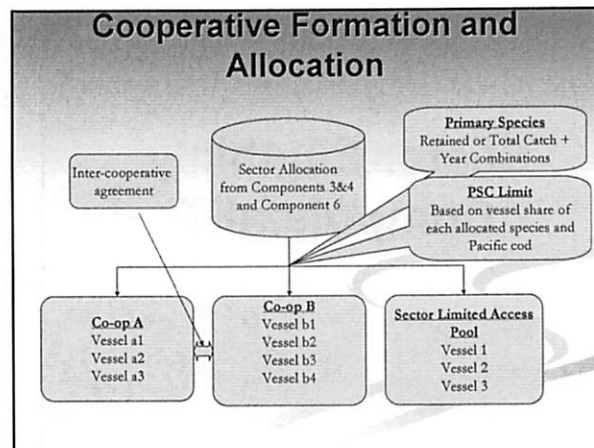 Cooperative Formation and
Allocation
Primary Species
Retained or Total Catch +
Year Combinations
Inter-cooperative
agreement
Sector Allocation
from Components 3&4
and Component 6
PSC Limit
Based on vessel share of
each allocated species and
Pacific cod
Co-op A
Vessel a1
Vessel a2
Vessel a3
Co-op B
Vessel b1
Vessel b2
Vessel b3
Vessel b4
Sector Limited Access
Pool
Vessel 1
Vessel 2
Vessel 3